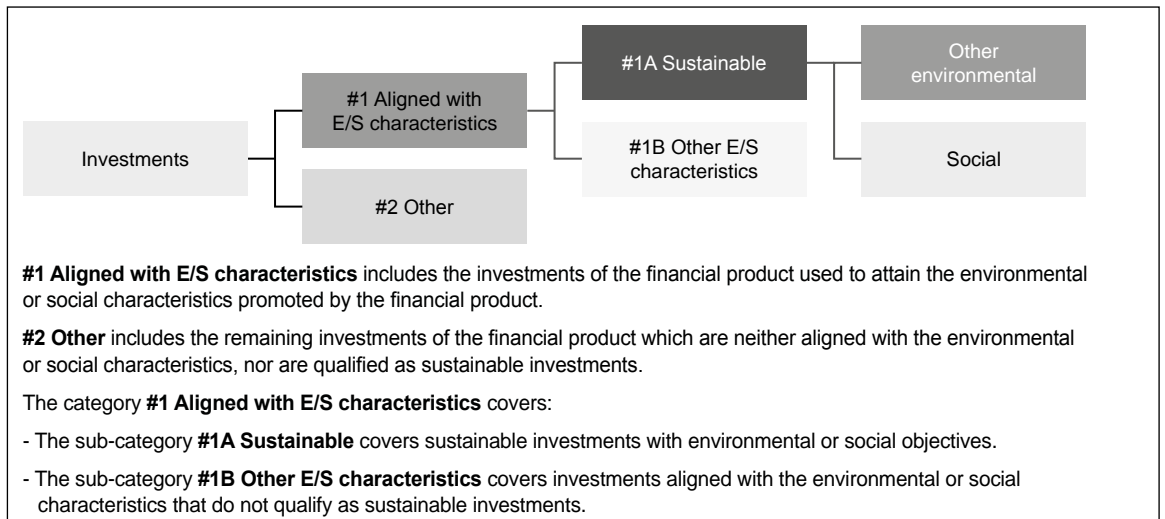 Investments
#1 Aligned with
E/S characteristics
#2 Other
#1A Sustainable
#1B Other E/S
characteristics
Other
environmental
Social
#1 Aligned with E/S characteristics includes the investments of the financial product used to attain the environmental
or social characteristics promoted by the financial product.
#2 Other includes the remaining investments of the financial product which are neither aligned with the environmental
or social characteristics, nor are qualified as sustainable investments.
The category #1 Aligned with E/S characteristics covers:
- The sub-category #1A Sustainable covers sustainable investments with environmental or social objectives.
- The sub-category #1B Other E/S characteristics covers investments aligned with the environmental or social
characteristics that do not qualify as sustainable investments.